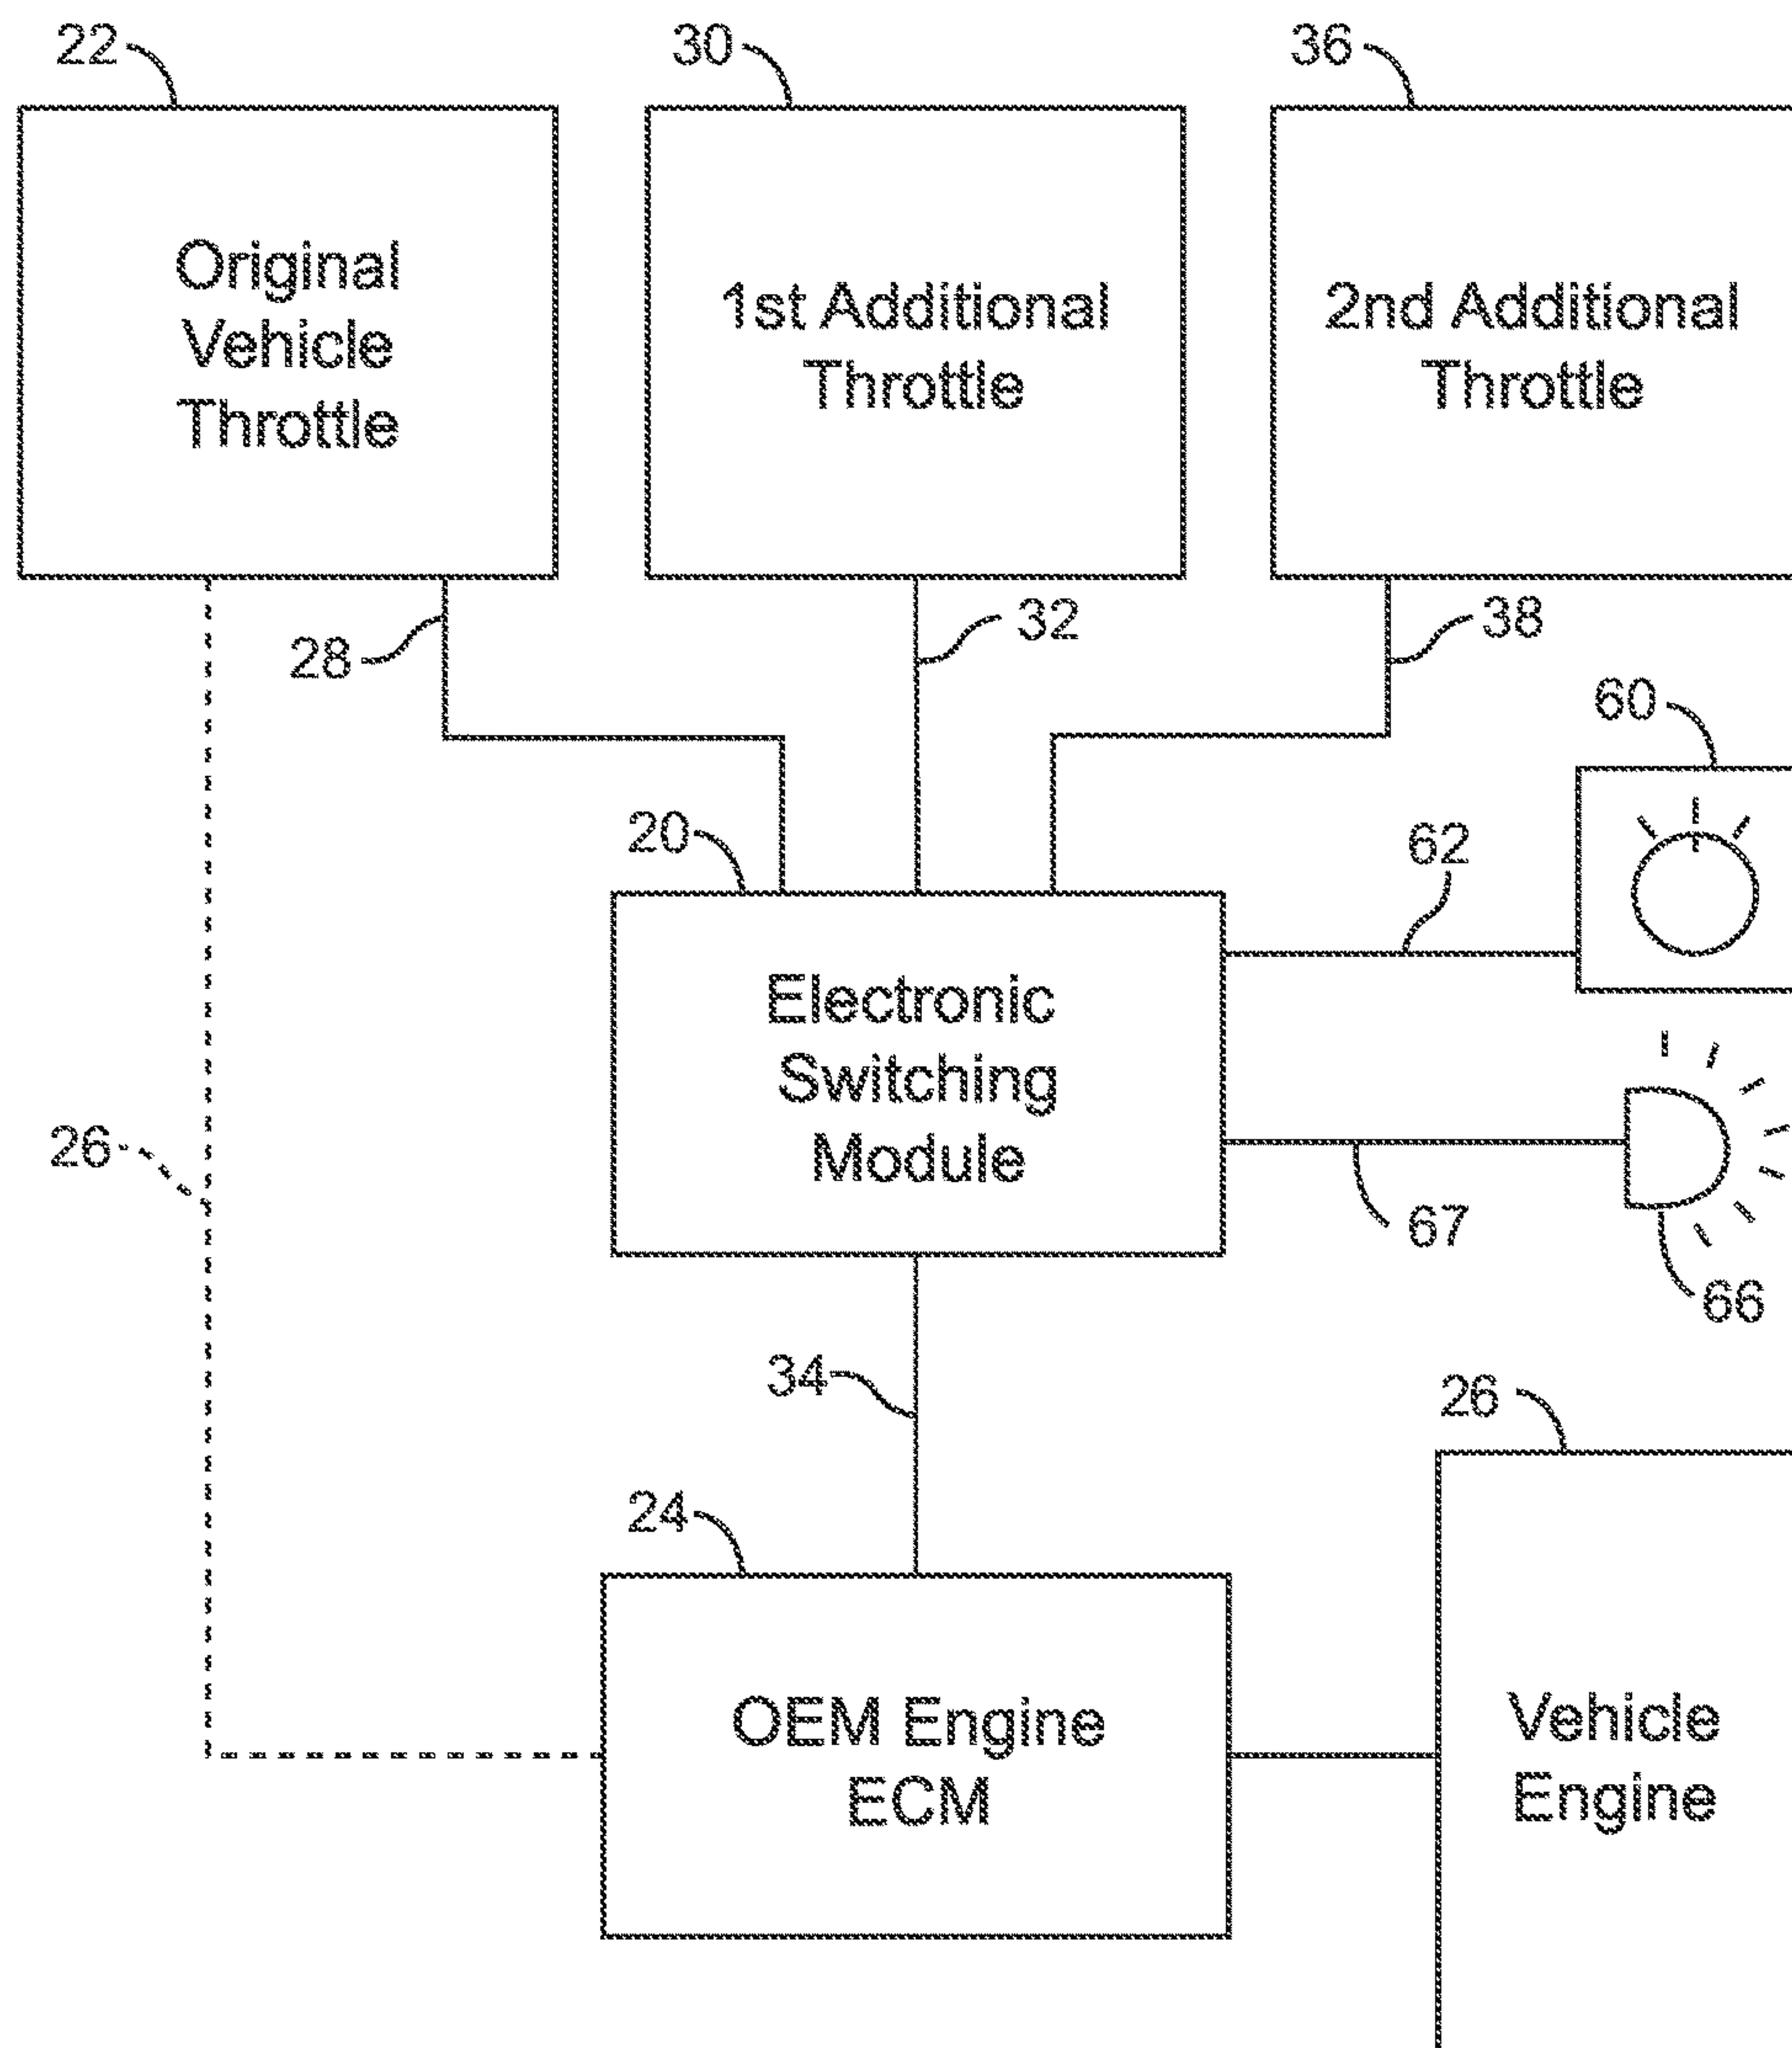 22
30
36
Original
Vehicle
Throttle
1st Additional
Throttle
2nd Additional
Throttle
28
32
38
60
20
62
Electronic
Switching
Module
26
67
66
34
26
24
OEM Engine
ECM
Vehicle
Engine